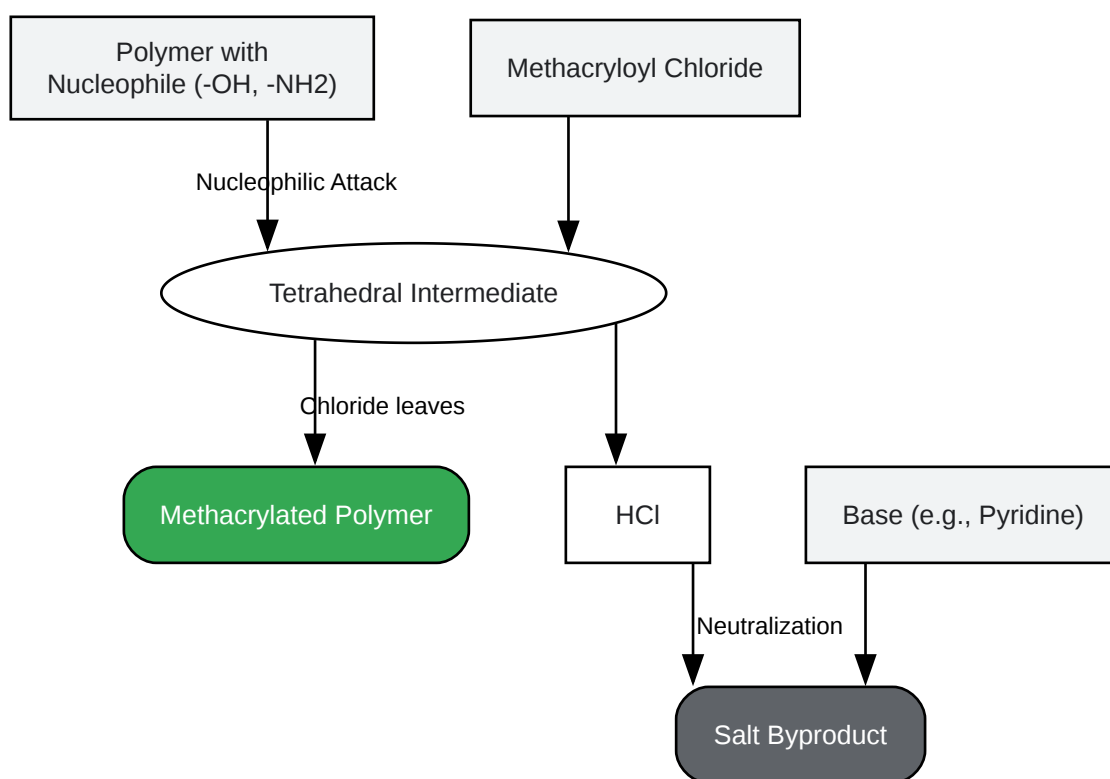 Polymer with
Nucleophile (-OH, -NH2)
Methacryloyl Chloride
Nucleophilic Attack
Tetrahedral Intermediate
Chloride leaves
Methacrylated Polymer
HCl
Base (e.g., Pyridine)
Neutralization
Salt Byproduct